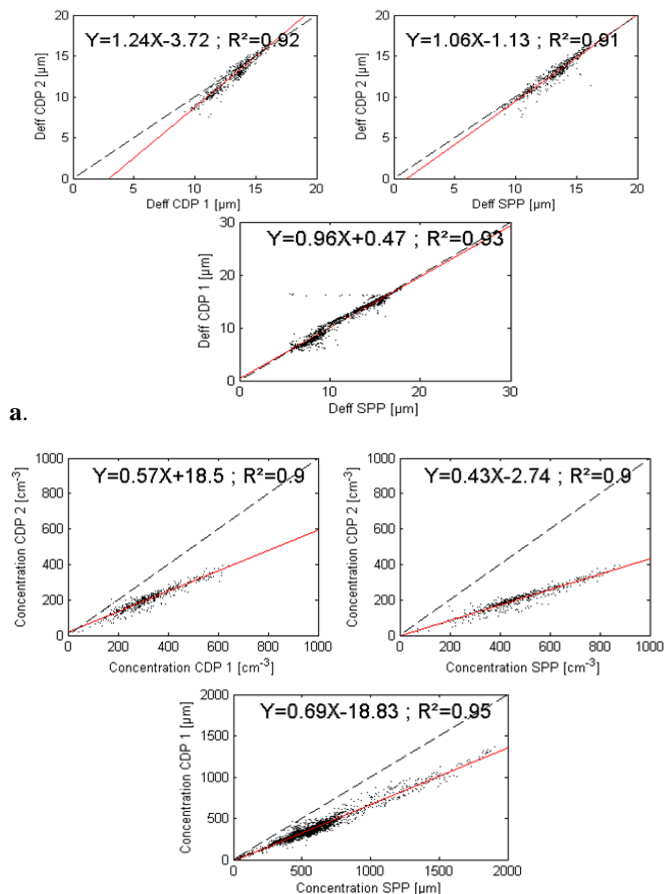 Y=1.24X-3.72 ; R²=0.92
20
15
10
5
0
Deff CDP 2 [µm]
0 5 10 15 20
Deff CDP 1 [µm]
Y=1.06X-1.13 ; R²=0.91
20
15
10
5
0
Deff CDP 2 [µm]
0 5 10 15 20
Deff SPP [µm]
Y=0.96X+0.47 ; R²=0.93
30
20
10
0
Deff CDP 1 [µm]
0 10 20 30
Deff SPP [µm]
a.
Y=0.57X+18.5 ; R²=0.9
1000
800
600
400
200
0
Concentration CDP 2 [cm-3]
0 200 400 600 800 1000
Concentration CDP 1 [cm-3]
Y=0.43X-2.74 ; R²=0.9
1000
800
600
400
200
0
Concentration CDP 2 [cm-3]
0 200 400 600 800 1000
Concentration SPP [cm-3]
Y=0.69X-18.83 ; R²=0.95
2000
1500
1000
500
0
Concentration CDP 1 [µm]
0 500 1000 1500 2000
Concentration SPP [µm]